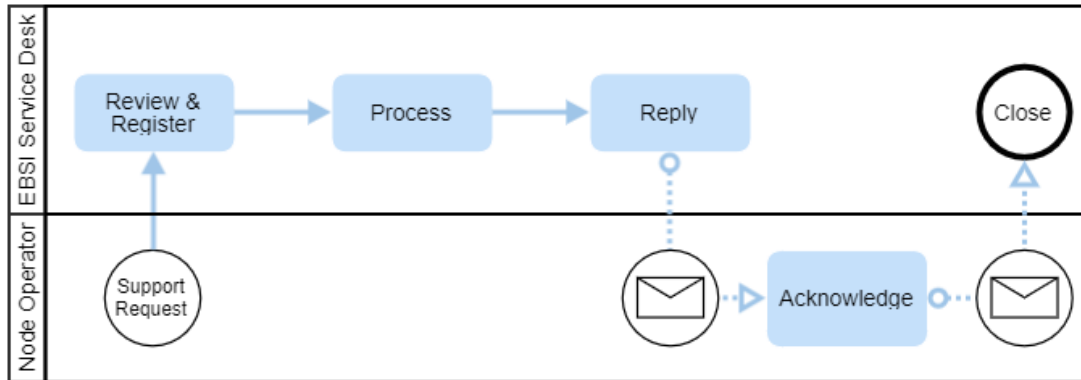 EBSI Service Desk
Review &
Register
Process
Reply
Close
Node Operator
Support
Request
Acknowledge